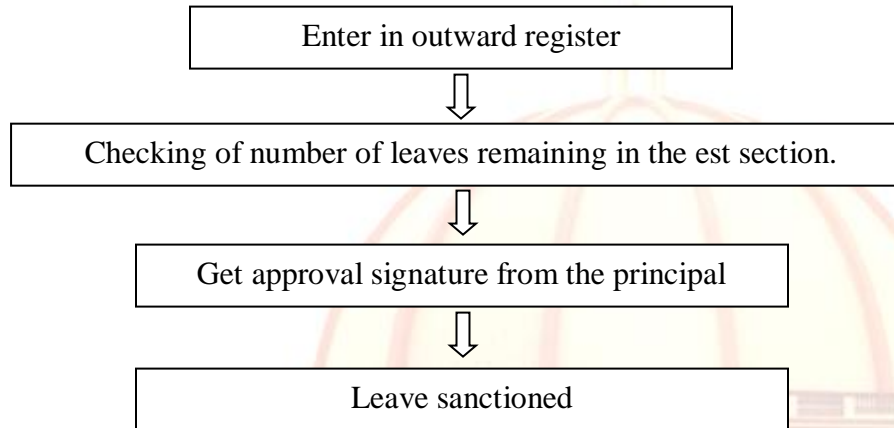 Enter in outward register
Checking of number of leaves remaining in the est section.
Get approval signature from the principal
Leave sanctioned